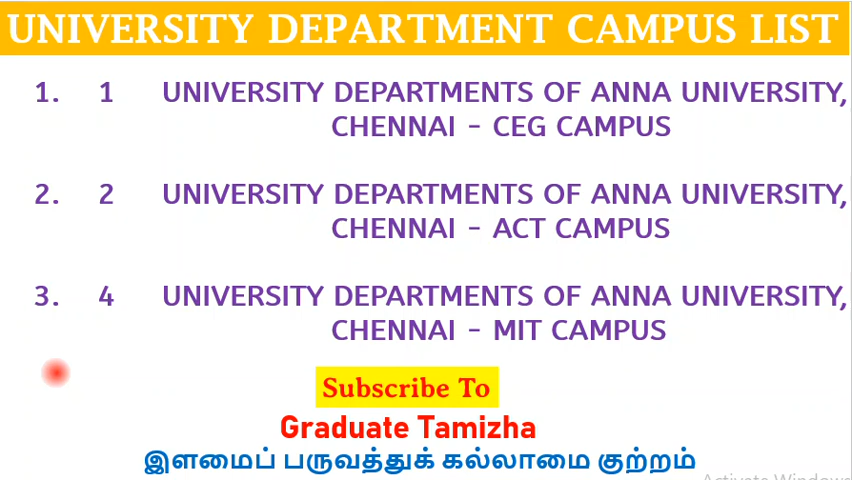 UNIVERSITY DEPARTMENT CAMPUS LIST
1. 1 UNIVERSITY DEPARTMENTS OF ANNA UNIVERSITY,
CHENNAI - CEG CAMPUS
2. 2 UNIVERSITY DEPARTMENTS OF ANNA UNIVERSITY,
CHENNAI - ACT CAMPUS
3. 4 UNIVERSITY DEPARTMENTS OF ANNA UNIVERSITY,
CHENNAI - MIT CAMPUS
Subscribe To
Graduate Tamizha
இளமைப் பருவத்துக் கல்லாமை குற்றம்